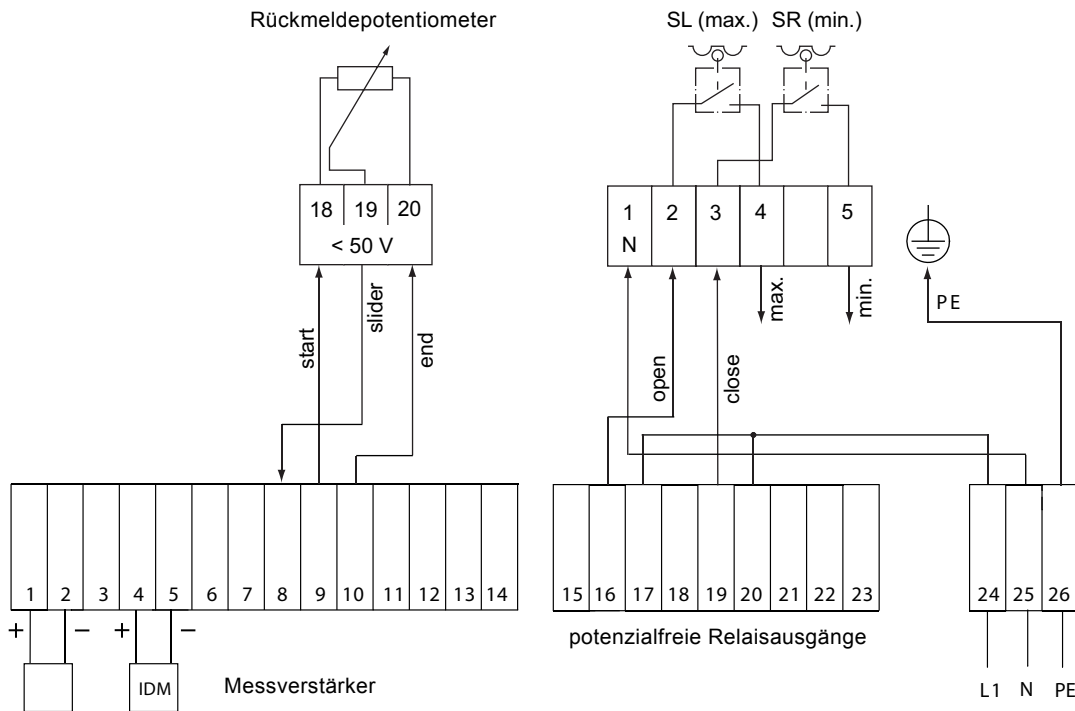 Rückmeldepotentiometer
SL (max.) SR (min.)
18 19 20
< 50 V
1 2 3 4 5
N
start
slider
end
open
close
max.
min.
PE
1 2 3 4 5 6 7 8 9 10 11 12 13 14
15 16 17 18 19 20 21 22 23
24 25 26
+ – + –
potenzialfreie Relaisausgänge
IDM
Messverstärker
L1 N PE